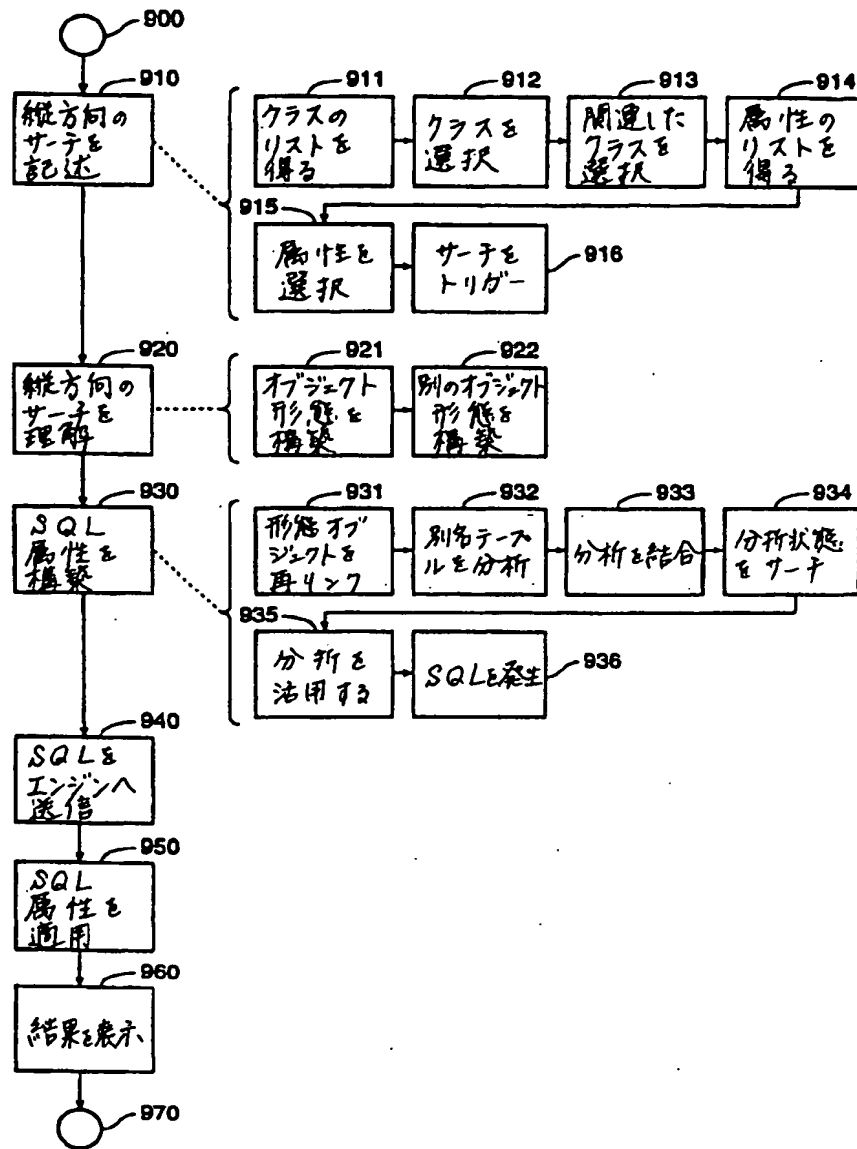 900
910
縦方向の
サーチを
記述
911
クラスの
リストを
得る
912
クラスを
選択
913
関連した
クラスを
選択
914
属性の
リストを
得る
915
属性を
選択
916
サーチを
トリガー
920
縦方向の
サーチを
理解
921
オブジェクト
形態を
構築
922
別のオブジェクト
形態を
構築
930
SQL
属性を
構築
931
形態オブ
ジェクトを
再リンク
932
別名テーブ
ルを分析
933
分析を結合
934
分析状態
をサーチ
935
分析を
活用する
936
SQLを発生
940
SQLを
エンジンへ
送信
950
SQL
属性を
適用
960
結果を表示
970